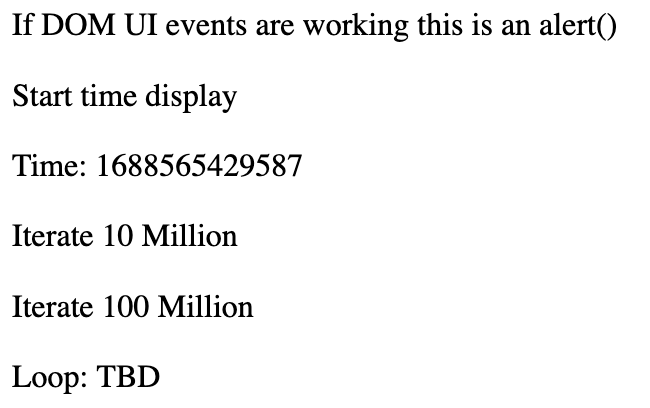 If DOM UI events are working this is an alert()
Start time display
Time: 1688565429587
Iterate 10 Million
Iterate 100 Million
Loop: TBD